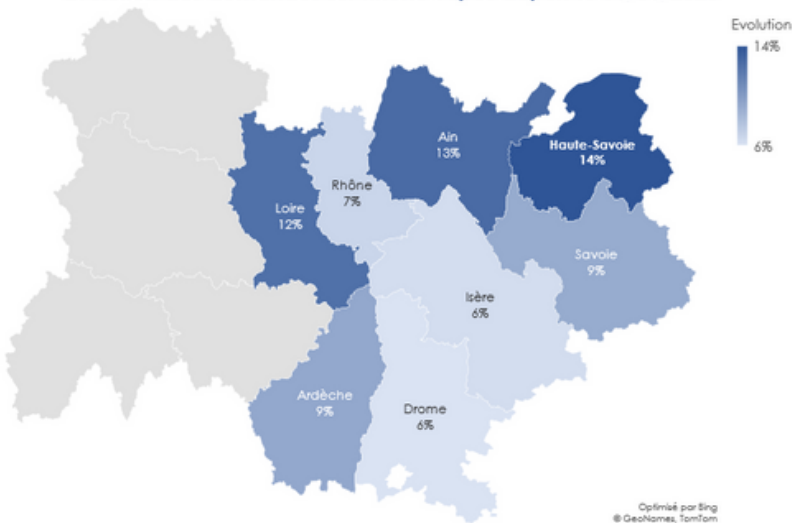 Evolution
14%
6%
Ain
13%
Haute-Savoie
14%
Rhône
7%
Loire
12%
Savoie
9%
Isère
6%
Ardèche
9%
Drome
6%
Optimisé par Bing
© GeoNames, TomTom